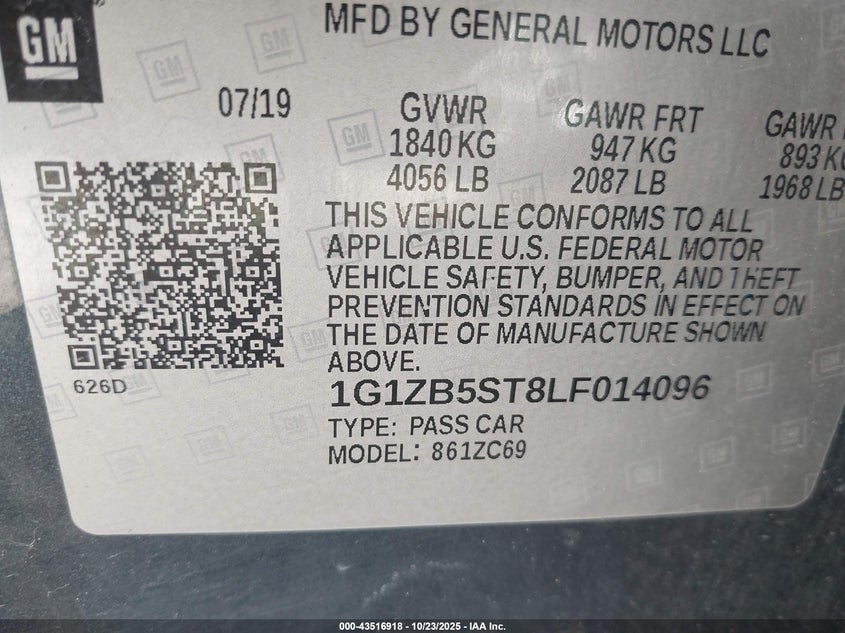 GM
MFD BY GENERAL MOTORS LLC
07/19
GVWR GAWR FRT GAWR
1840 KG 947 KG 893 KG
4056 LB 2087 LB 1968 LB
THIS VEHICLE CONFORMS TO ALL
APPLICABLE U.S. FEDERAL MOTOR
VEHICLE SAFETY, BUMPER, AND THEFT
PREVENTION STANDARDS IN EFFECT ON
THE DATE OF MANUFACTURE SHOWN
ABOVE.
626D
1G1ZB5ST8LF014096
TYPE: PASS CAR
MODEL: 861ZC69
000-43516918 - 10/23/2025 - IAA Inc.